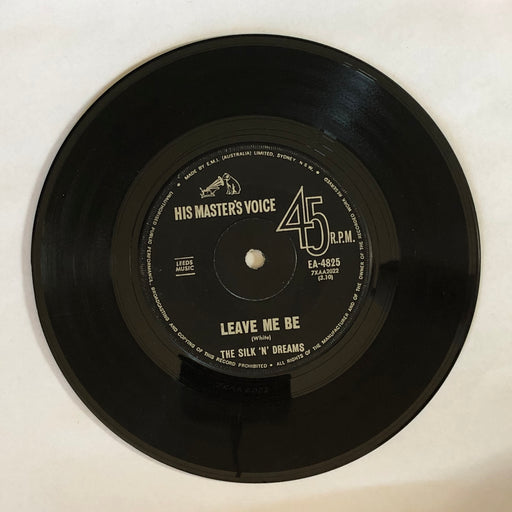 • MADE BY E.M.I. (AUSTRALIA) LIMITED, SYDNEY N.S.W. •
HIS MASTER'S VOICE
45
R.P.M.
LEEDS
MUSIC
EA-4825
7XAA2022
(3.10)
LEAVE ME BE
(White)
THE SILK 'N' DREAMS
UNAUTHORISED PUBLIC PERFORMANCE, BROADCASTING AND COPYING OF THIS RECORD PROHIBITED • ALL RIGHTS OF THE MANUFACTURER AND OF THE OWNER OF THE RECORDED WORK RESERVED